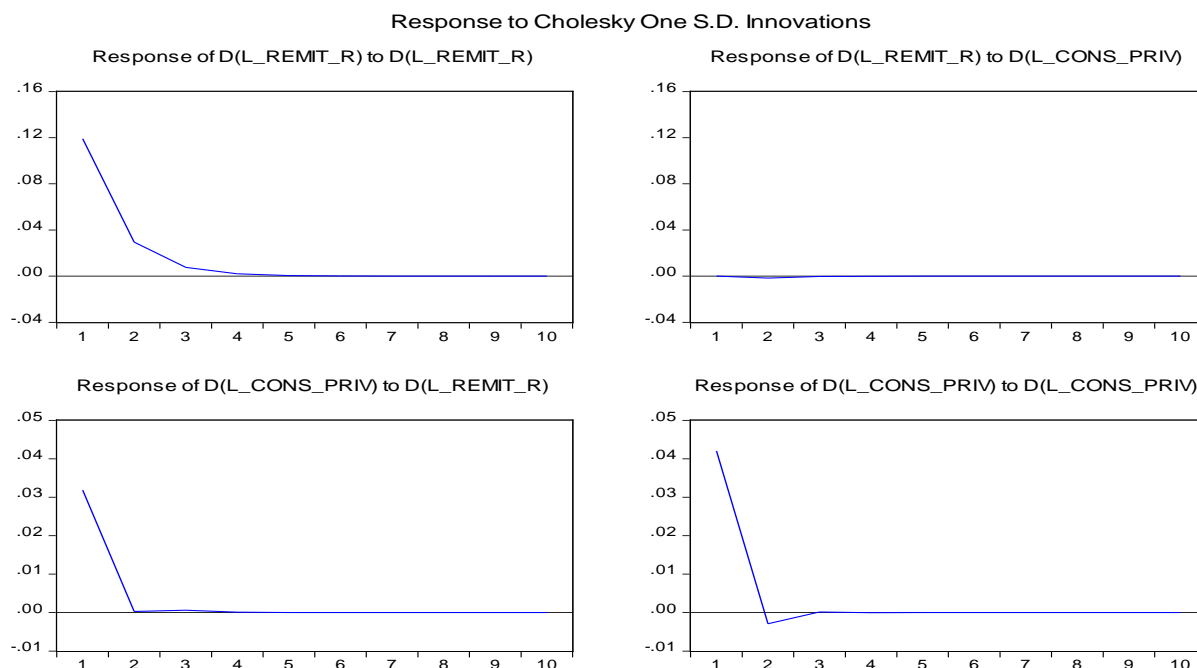 Response to Cholesky One S.D. Innovations
Response of D(L_REMIT_R) to D(L_REMIT_R)
.16
.12
.08
.04
.00
-.04
1 2 3 4 5 6 7 8 9 10
Response of D(L_REMIT_R) to D(L_CONS_PRIV)
.16
.12
.08
.04
.00
-.04
1 2 3 4 5 6 7 8 9 10
Response of D(L_CONS_PRIV) to D(L_REMIT_R)
.05
.04
.03
.02
.01
.00
-.01
1 2 3 4 5 6 7 8 9 10
Response of D(L_CONS_PRIV) to D(L_CONS_PRIV)
.05
.04
.03
.02
.01
.00
-.01
1 2 3 4 5 6 7 8 9 10